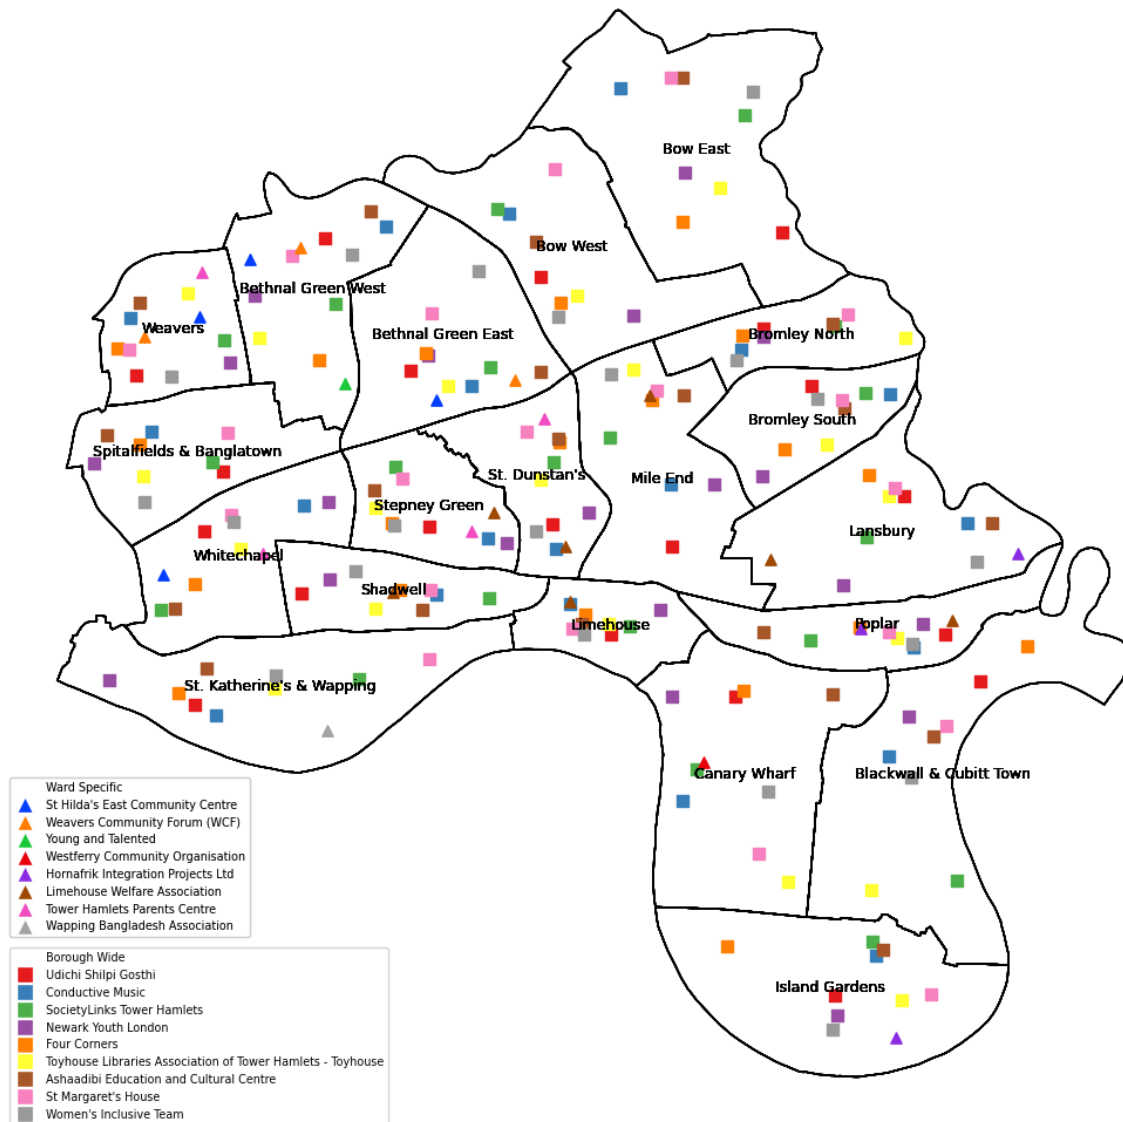 Bow East
Bow West
Bethnal Green West
Weavers
Bethnal Green East
Bromley North
Bromley South
Spitalfields & Banglatown
St. Dunstan's
Mile End
Stepney Green
Lansbury
Whitechapel
Shadwell
Limehouse
Poplar
St. Katherine's & Wapping
Canary Wharf
Blackwall & Cubitt Town
Island Gardens
Ward Specific
St Hilda's East Community Centre
Weavers Community Forum (WCF)
Young and Talented
Westferry Community Organisation
Hornafrik Integration Projects Ltd
Limehouse Welfare Association
Tower Hamlets Parents Centre
Wapping Bangladesh Association
Borough Wide
Udichi Shilpi Gosthi
Conductive Music
SocietyLinks Tower Hamlets
Newark Youth London
Four Corners
Toyhouse Libraries Association of Tower Hamlets - Toyhouse
Ashaadibi Education and Cultural Centre
St Margaret's House
Women's Inclusive Team